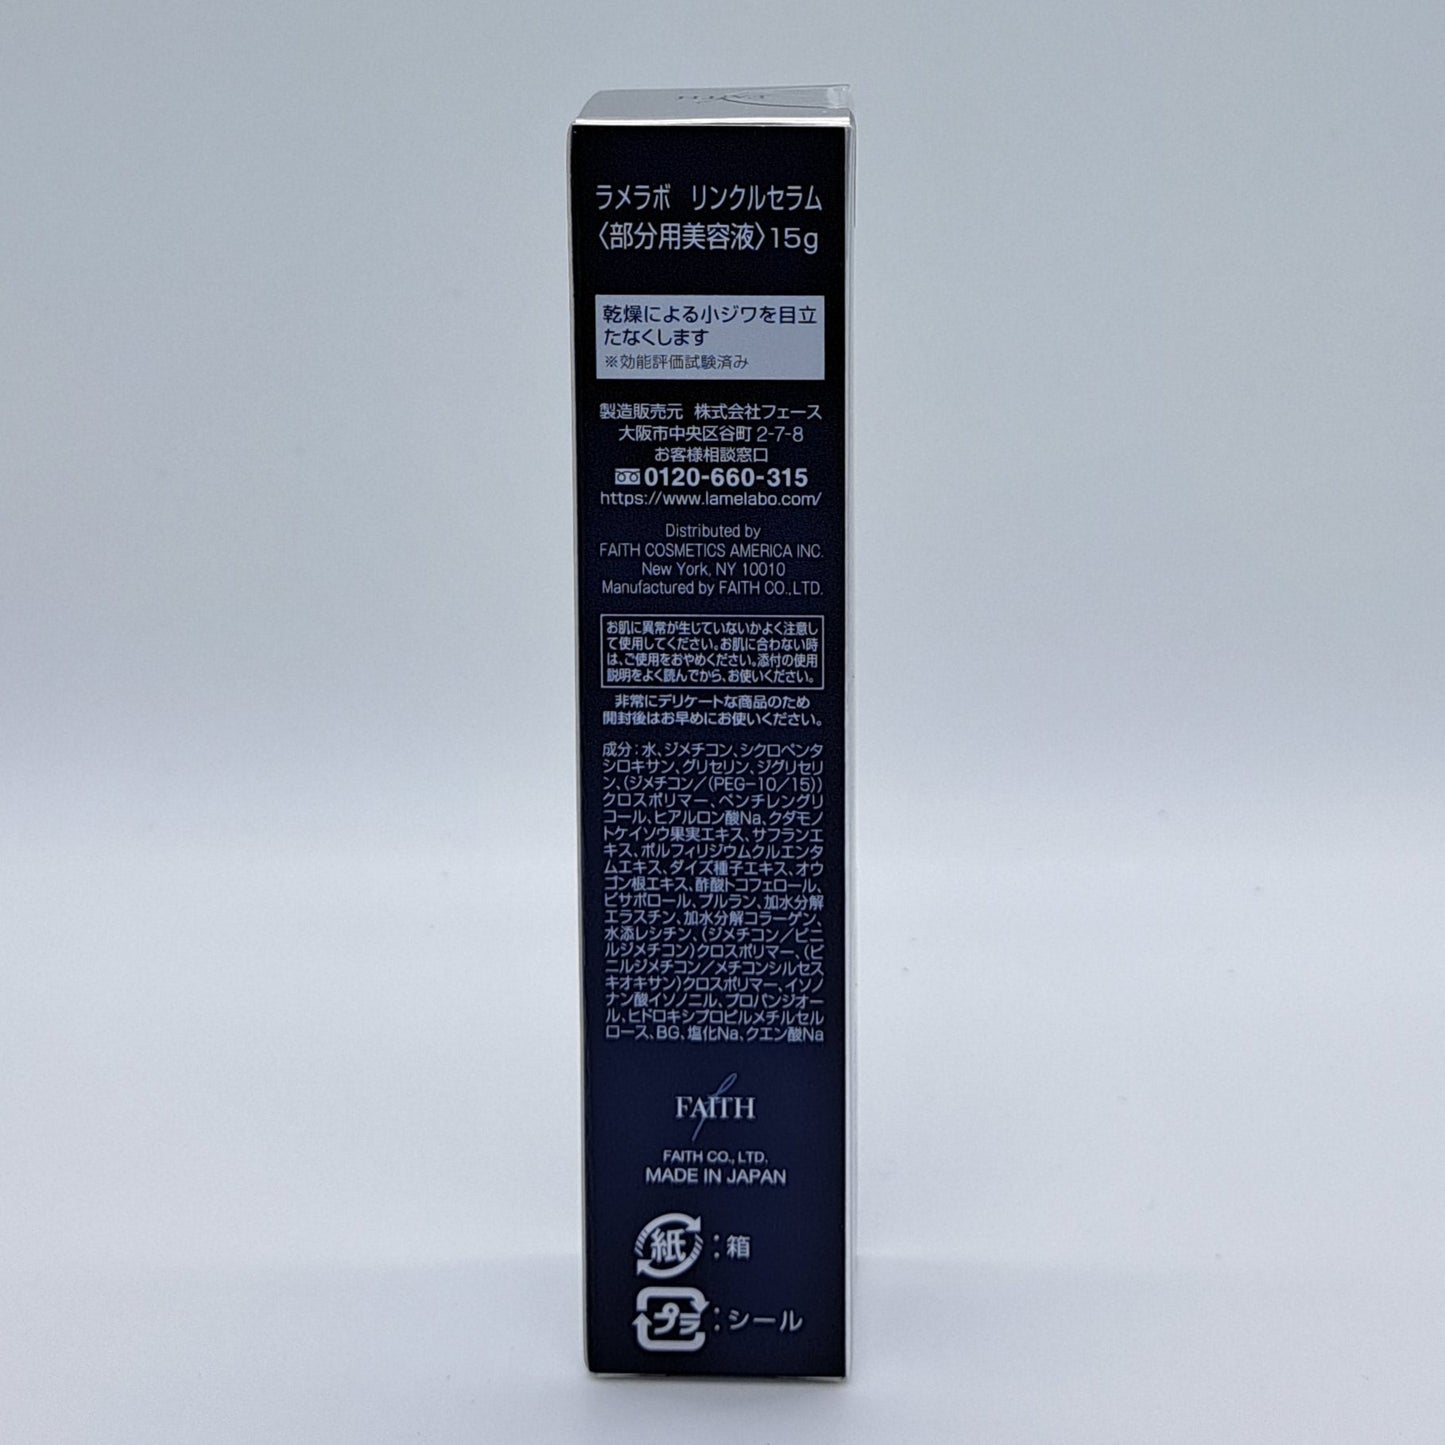 ラメラボ リンクルセラム
〈部分用美容液〉15g
乾燥による小ジワを目立
たなくします
※効能評価試験済み
製造販売元 株式会社フェース
大阪市中央区谷町2-7-8
お客様相談窓口
0120-660-315
https://www.lamelabo.com/
Distributed by
FAITH COSMETICS AMERICA INC.
New York, NY 10010
Manufactured by FAITH CO.,LTD.
お肌に異常が生じていないかよく注意し
て使用してください。お肌に合わない時
は、ご使用をおやめください。添付の使用
説明をよく読んでから、お使いください。
非常にデリケートな商品のため
開封後はお早めにお使いください。
成分：水、ジメチコン、シクロペンタ
シロキサン、グリセリン、ジグリセリ
ン、(ジメチコン／(PEG-10／15))
クロスポリマー、ペンチレングリ
コール、ヒアルロン酸Na、クダモノ
トケイソウ果実エキス、サフランエ
キス、ポルフィリジウムクルエンタ
ムエキス、ダイズ種子エキス、オウ
ゴン根エキス、酢酸トコフェロール、
ビサボロール、プルラン、加水分解
エラスチン、加水分解コラーゲン、
水添レシチン、(ジメチコン／ビニ
ルジメチコン)クロスポリマー、(ビ
ニルジメチコン／メチコンシルセス
キオキサン)クロスポリマー、イソノ
ナン酸イソノニル、プロパンジオー
ル、ヒドロキシプロピルメチルセル
ロース、BG、塩化Na、クエン酸Na
FAITH
FAITH CO., LTD.
MADE IN JAPAN
紙：箱
プラ：シール